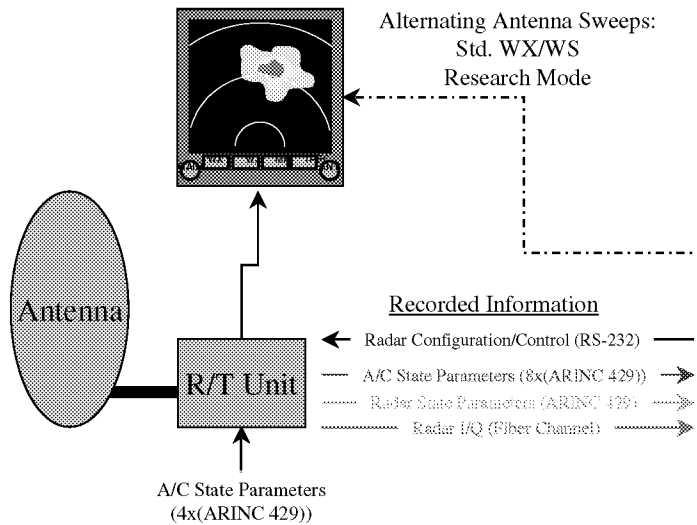 Alternating Antenna Sweeps:
Std. WX/WS
Research Mode
Antenna
Recorded Information
Radar Configuration/Control (RS-232)
R/T Unit
A/C State Parameters (8x(ARINC 429))
Radar State Parameters (ARINC 429)
Radar I/Q (Fiber Channel)
A/C State Parameters
(4x(ARINC 429))